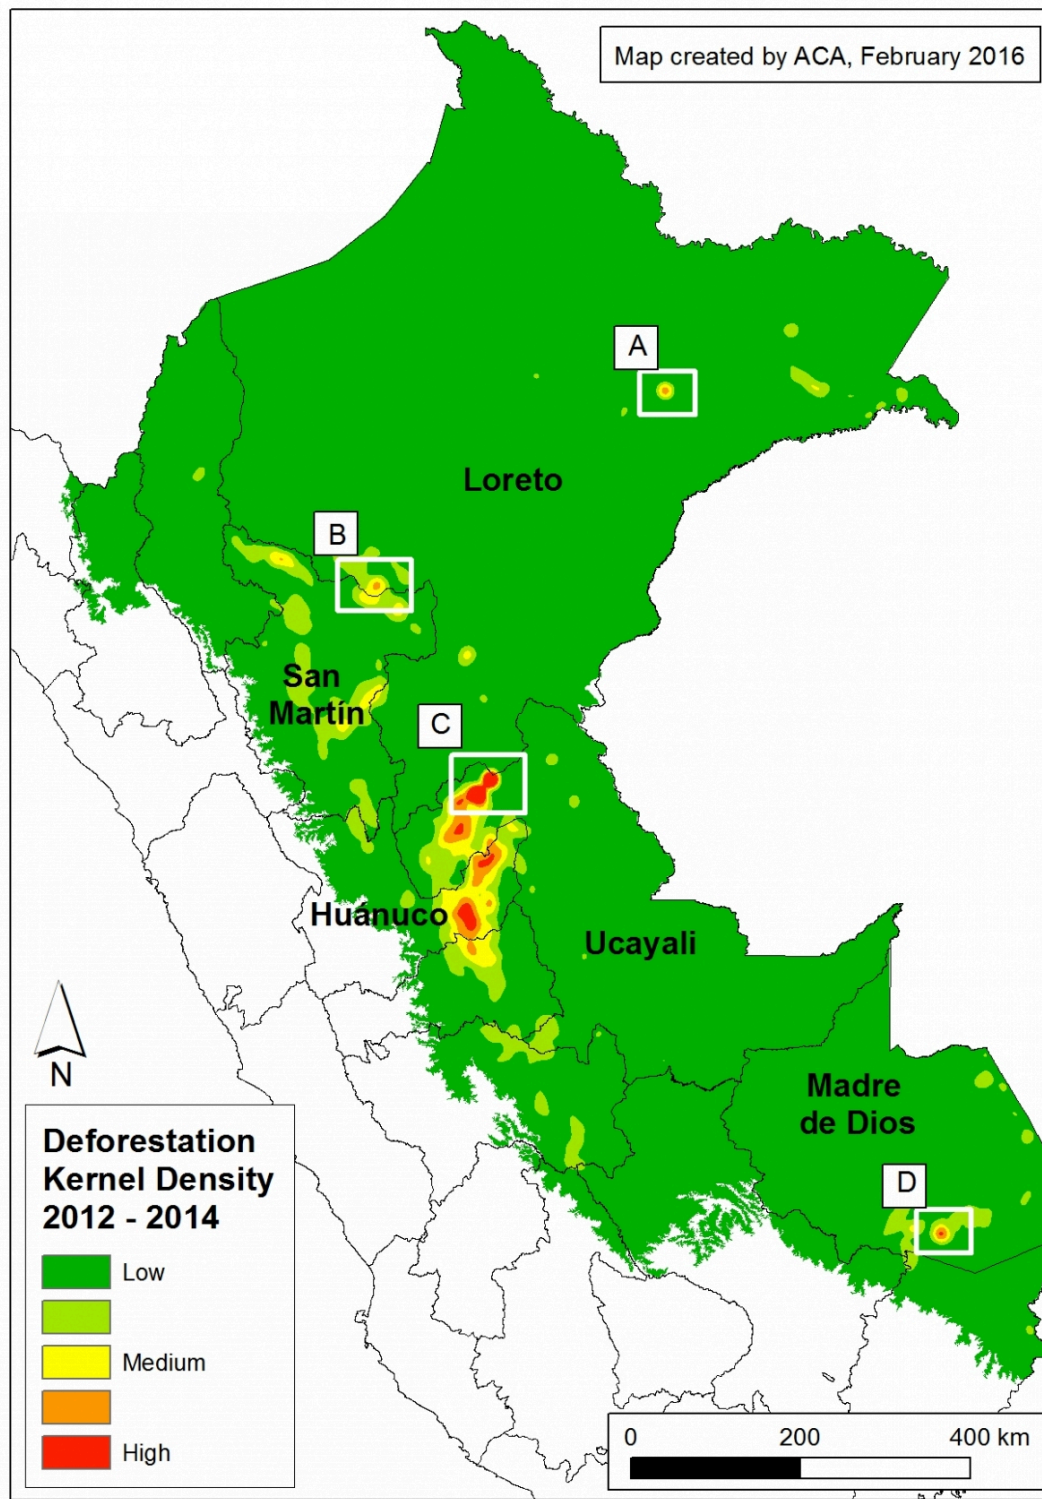 Map created by ACA, February 2016
A
Loreto
B
San
Martín
C
Huánuco
Ucayali
N
Madre
de Dios
D
Deforestation
Kernel Density
2012 - 2014
Low
Medium
High
0 200 400 km